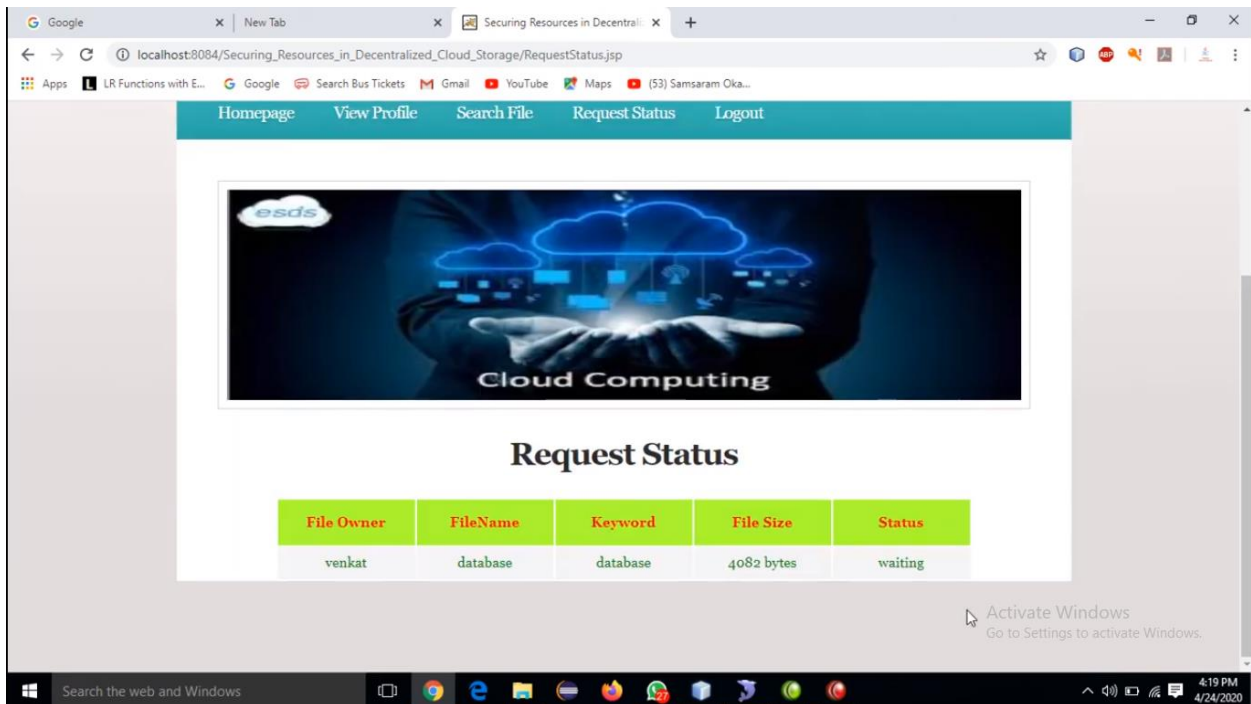 Google
New Tab
Securing Resources in Decentrali
localhost:8084/Securing_Resources_in_Decentralized_Cloud_Storage/RequestStatus.jsp
ABP
Apps
L
LR Functions with E...
Google
Search Bus Tickets
Gmail
YouTube
Maps
(53) Samsaram Oka...
Homepage View Profile Search File Request Status Logout
esds
Cloud Computing
Request Status
File Owner FileName Keyword File Size Status
venkat database database 4082 bytes waiting
Activate Windows
Go to Settings to activate Windows.
Search the web and Windows
27
4:19 PM
4/24/2020